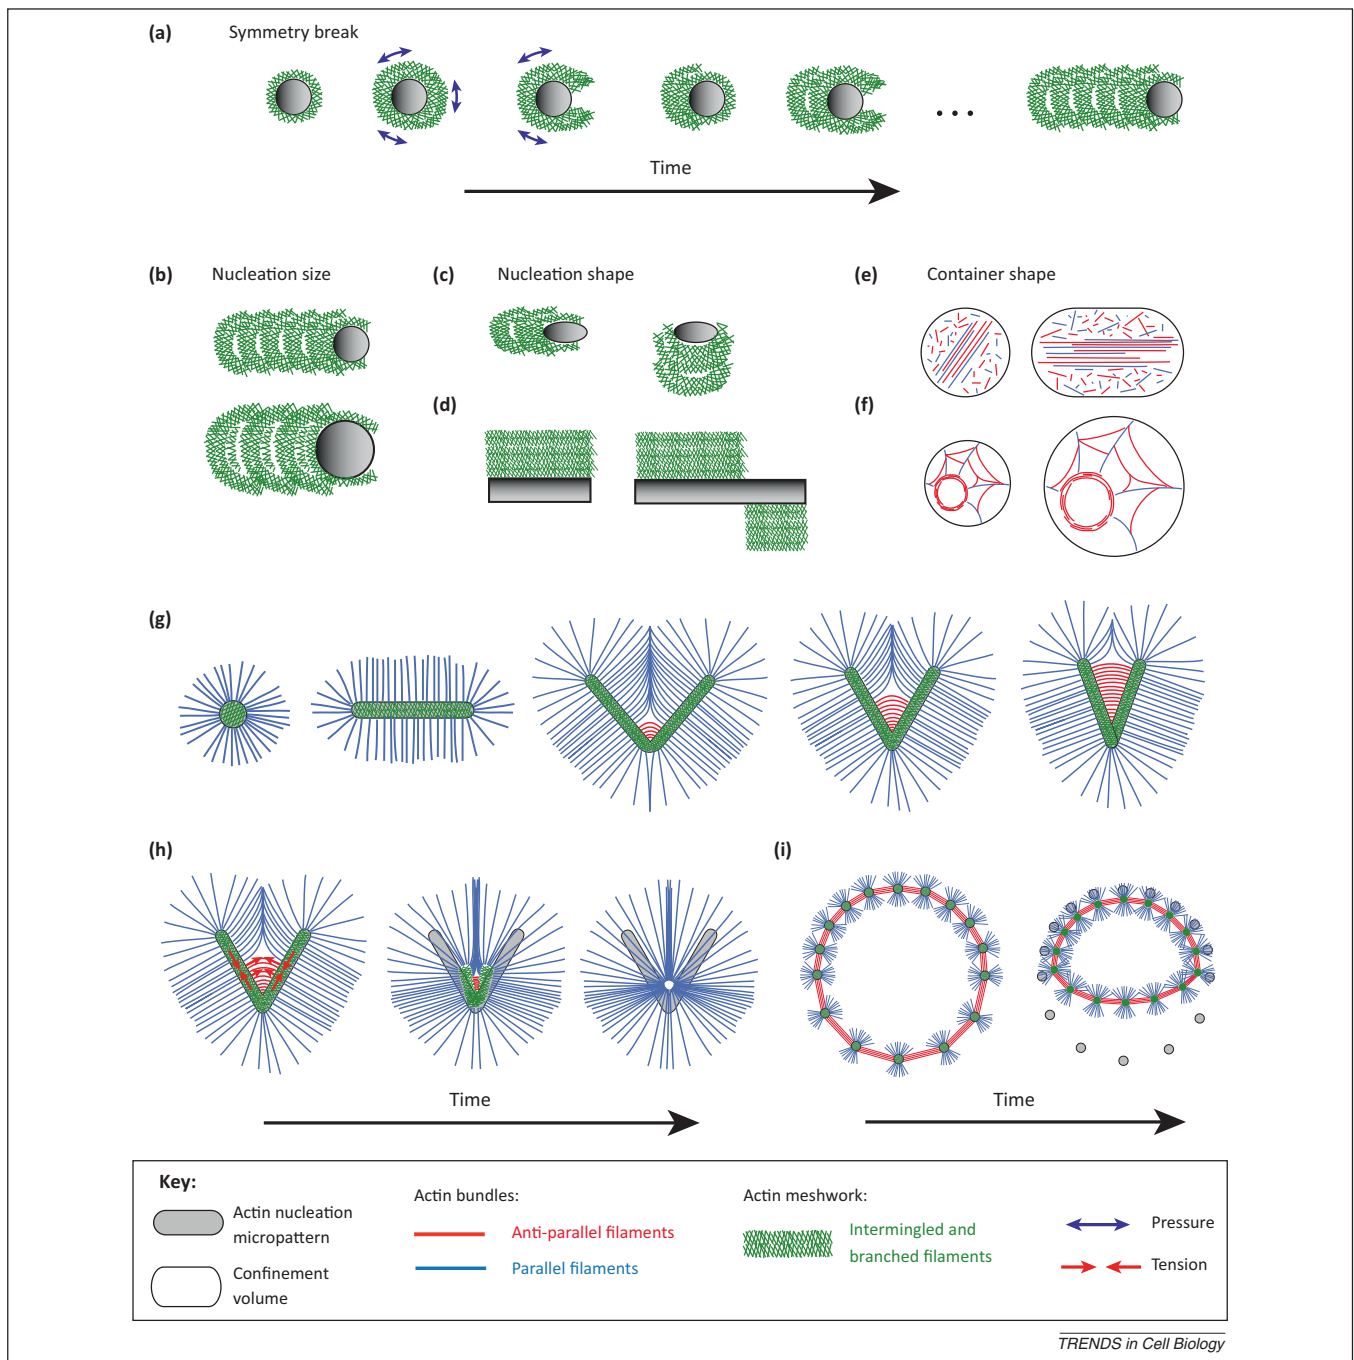 (a) Symmetry break
Time
(b) Nucleation size
(c) Nucleation shape
(d)
(e) Container shape
(f)
(g)
(h)
(i)
Time
Time
Key:
Actin nucleation
micropattern
Confinement
volume
Actin bundles:
Anti-parallel filaments
Parallel filaments
Actin meshwork:
Intermingled and
branched filaments
Pressure
Tension
TRENDS in Cell Biology